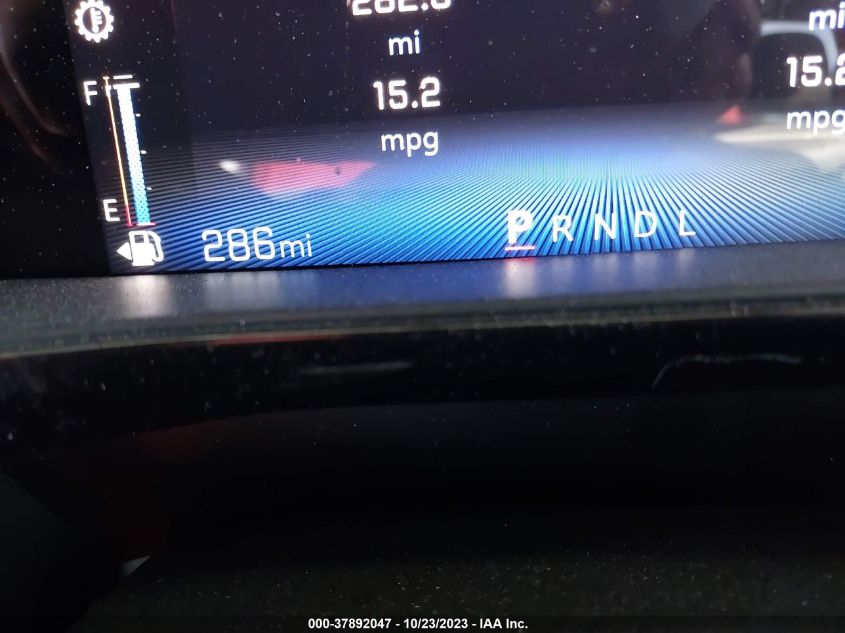 mi
mi
15.2
15.2
mpg
mpg
F
E
286mi
P R N D L
000-37892047 - 10/23/2023 - IAA Inc.